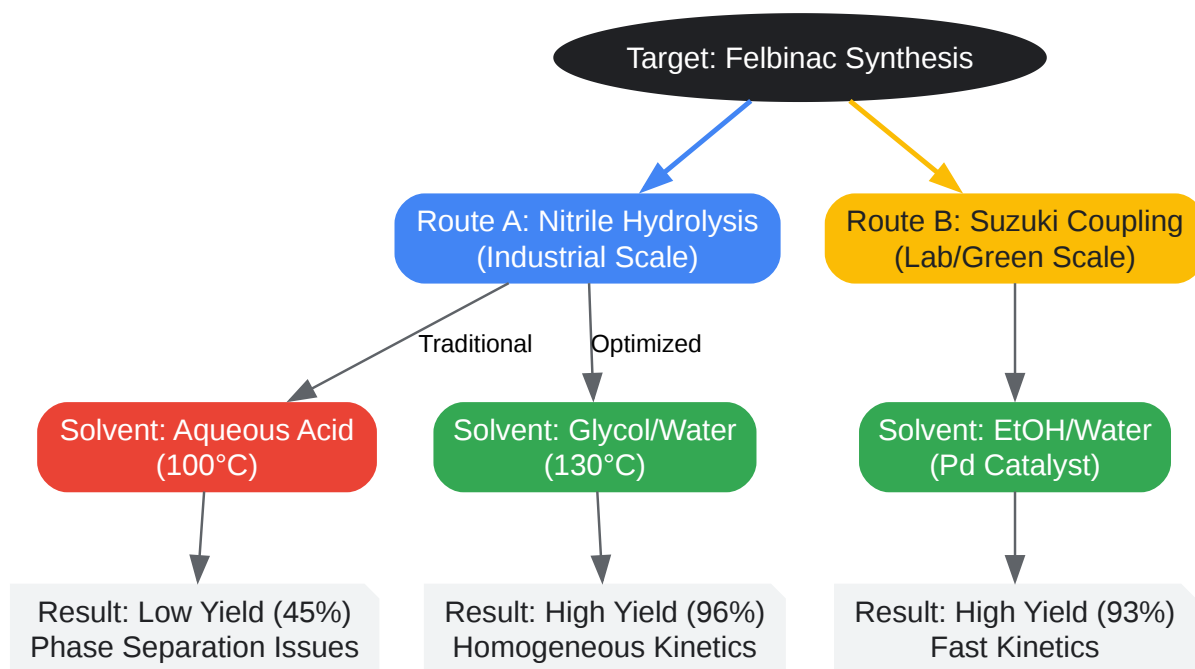 Target: Felbinac Synthesis
Route A: Nitrile Hydrolysis
(Industrial Scale)
Route B: Suzuki Coupling
(Lab/Green Scale)
Traditional
Optimized
Solvent: Aqueous Acid
(100°C)
Solvent: Glycol/Water
(130°C)
Solvent: EtOH/Water
(Pd Catalyst)
Result: Low Yield (45%)
Phase Separation Issues
Result: High Yield (96%)
Homogeneous Kinetics
Result: High Yield (93%)
Fast Kinetics